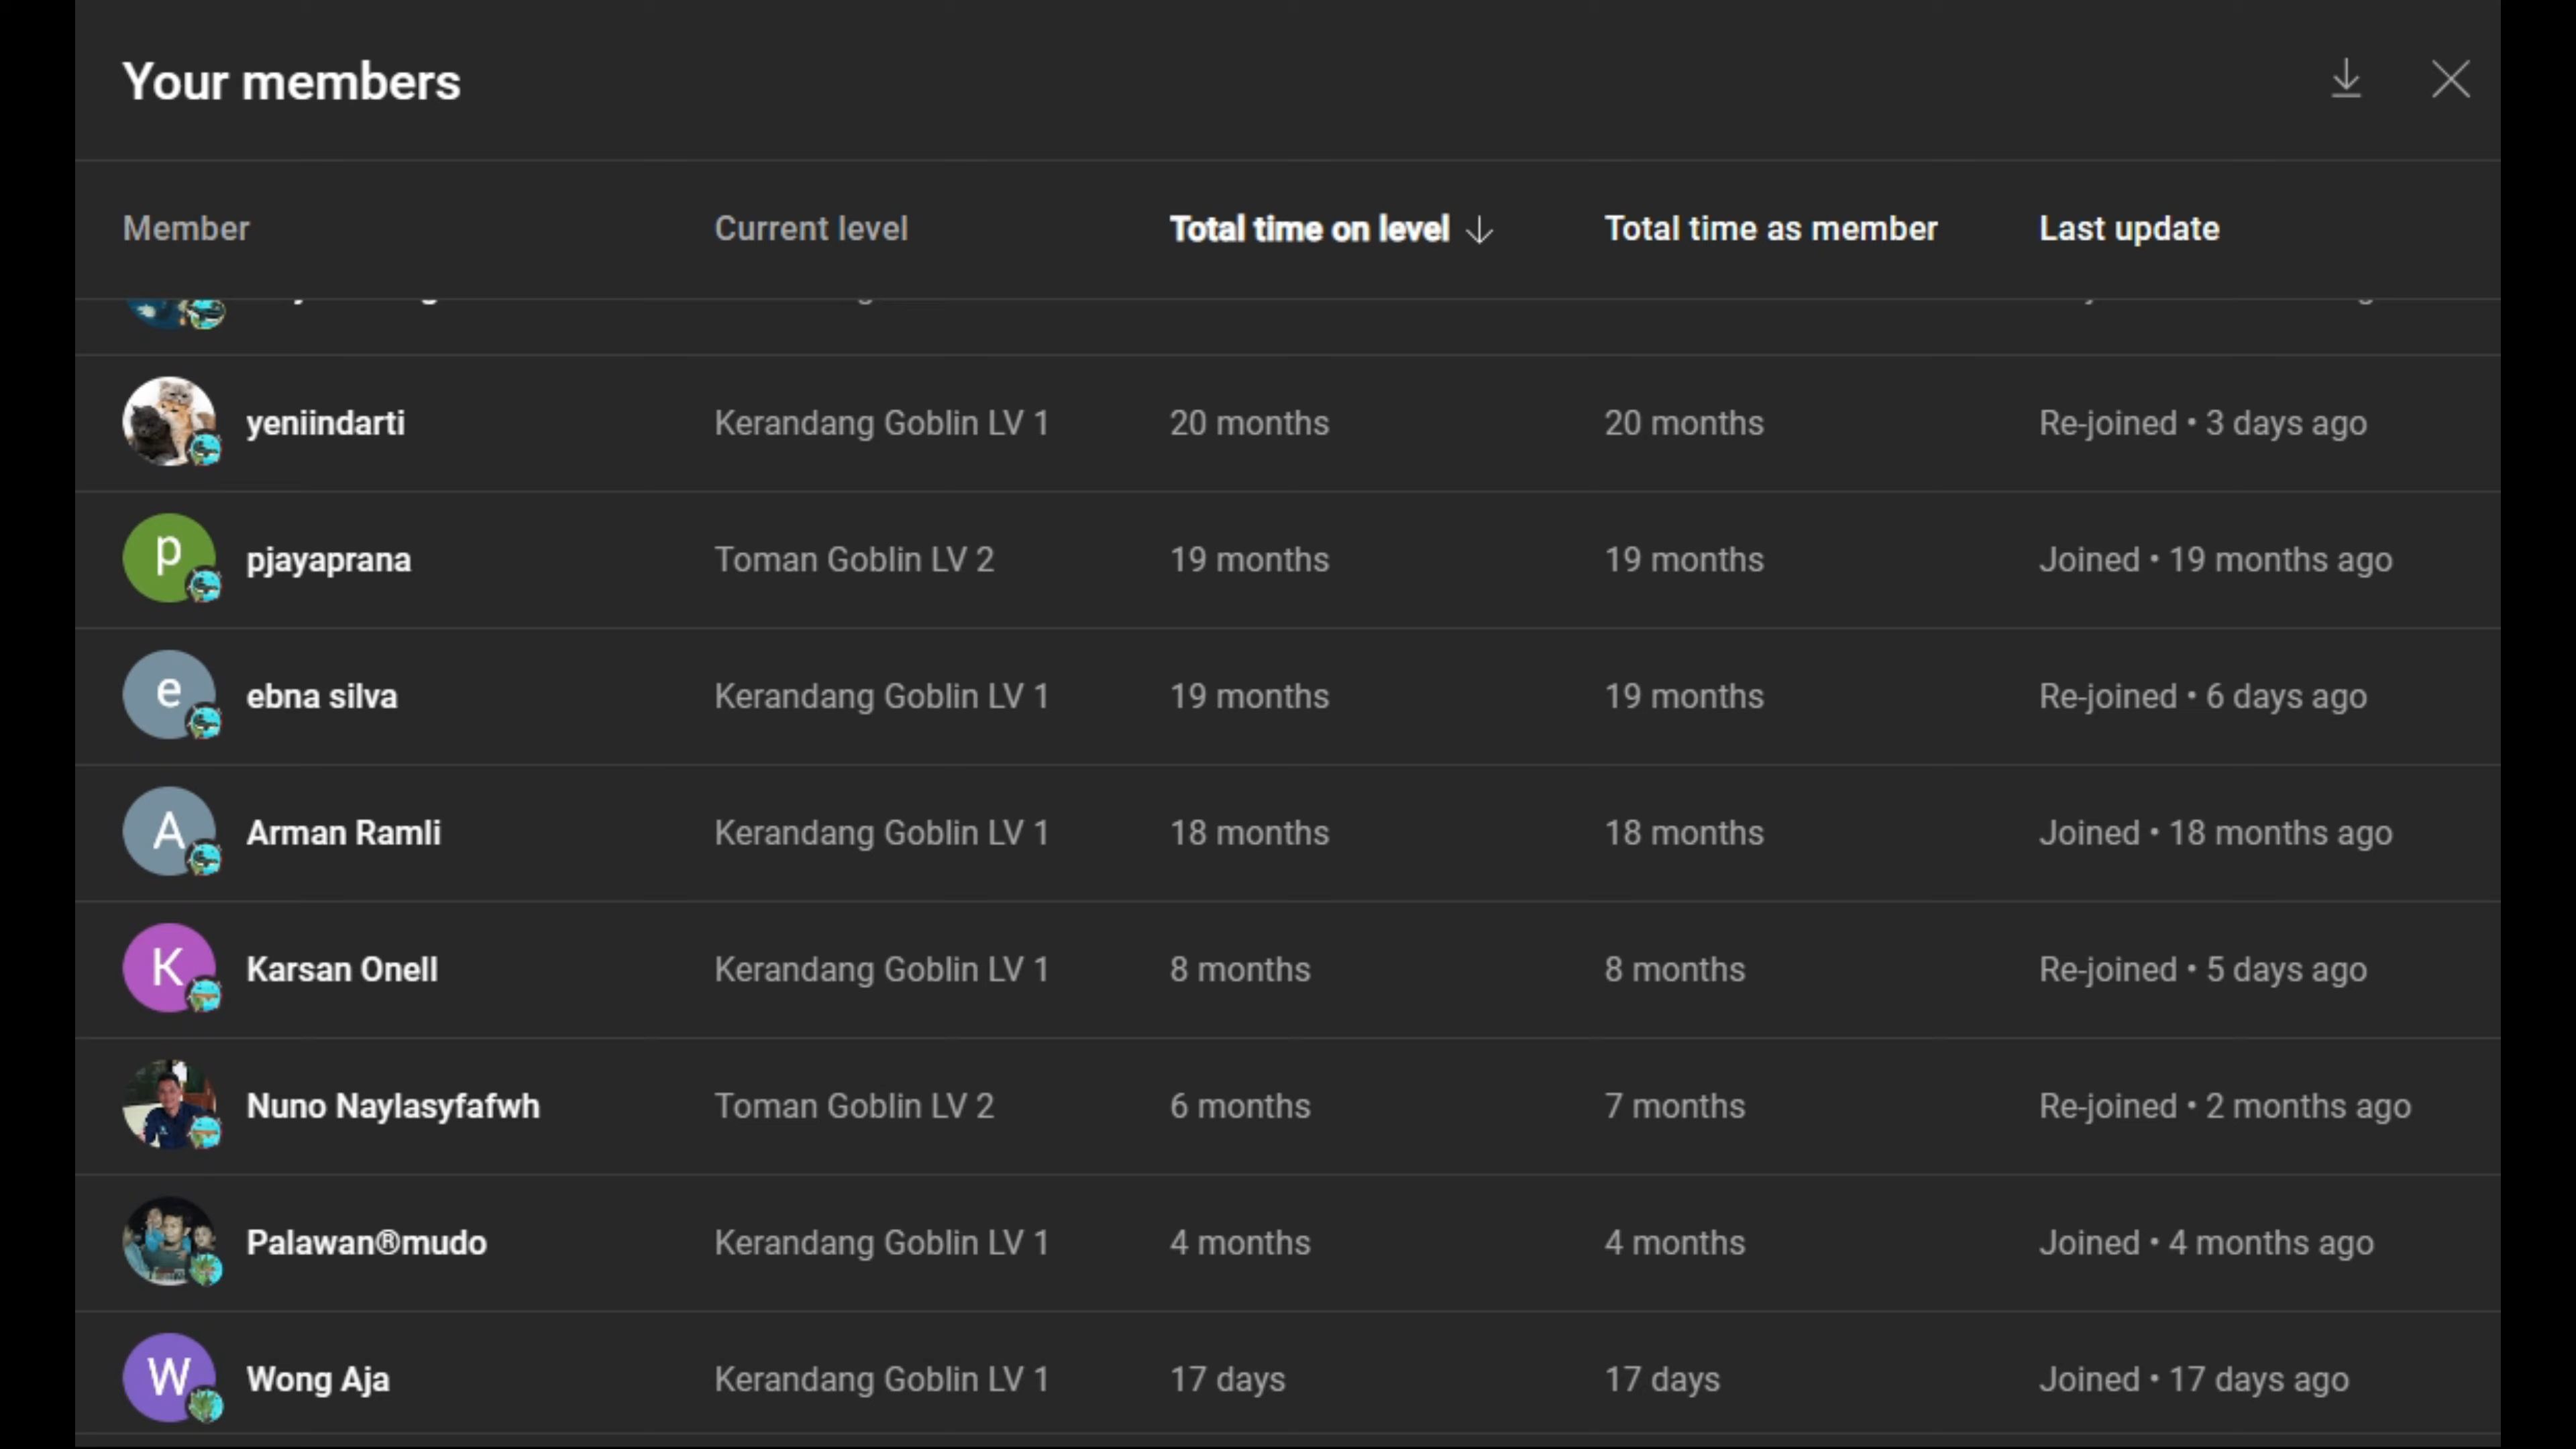 Your members
Member Current level Total time on level Total time as member Last update
yeniindarti Kerandang Goblin LV 1 20 months 20 months Re-joined • 3 days ago
p pjayaprana Toman Goblin LV 2 19 months 19 months Joined • 19 months ago
e ebna silva Kerandang Goblin LV 1 19 months 19 months Re-joined • 6 days ago
A Arman Ramli Kerandang Goblin LV 1 18 months 18 months Joined • 18 months ago
K Karsan Onell Kerandang Goblin LV 1 8 months 8 months Re-joined • 5 days ago
Nuno Naylasyfafwh Toman Goblin LV 2 6 months 7 months Re-joined • 2 months ago
Palawan®mudo Kerandang Goblin LV 1 4 months 4 months Joined • 4 months ago
W Wong Aja Kerandang Goblin LV 1 17 days 17 days Joined • 17 days ago